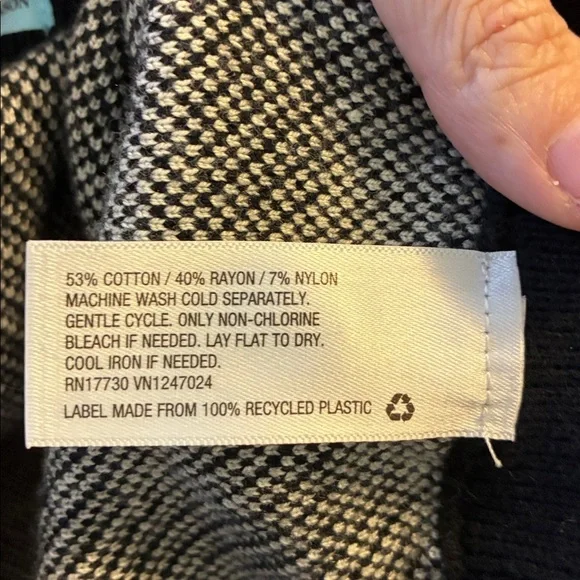 53% COTTON / 40% RAYON / 7% NYLON
MACHINE WASH COLD SEPARATELY.
GENTLE CYCLE. ONLY NON-CHLORINE
BLEACH IF NEEDED. LAY FLAT TO DRY.
COOL IRON IF NEEDED.
RN17730 VN1247024
LABEL MADE FROM 100% RECYCLED PLASTIC